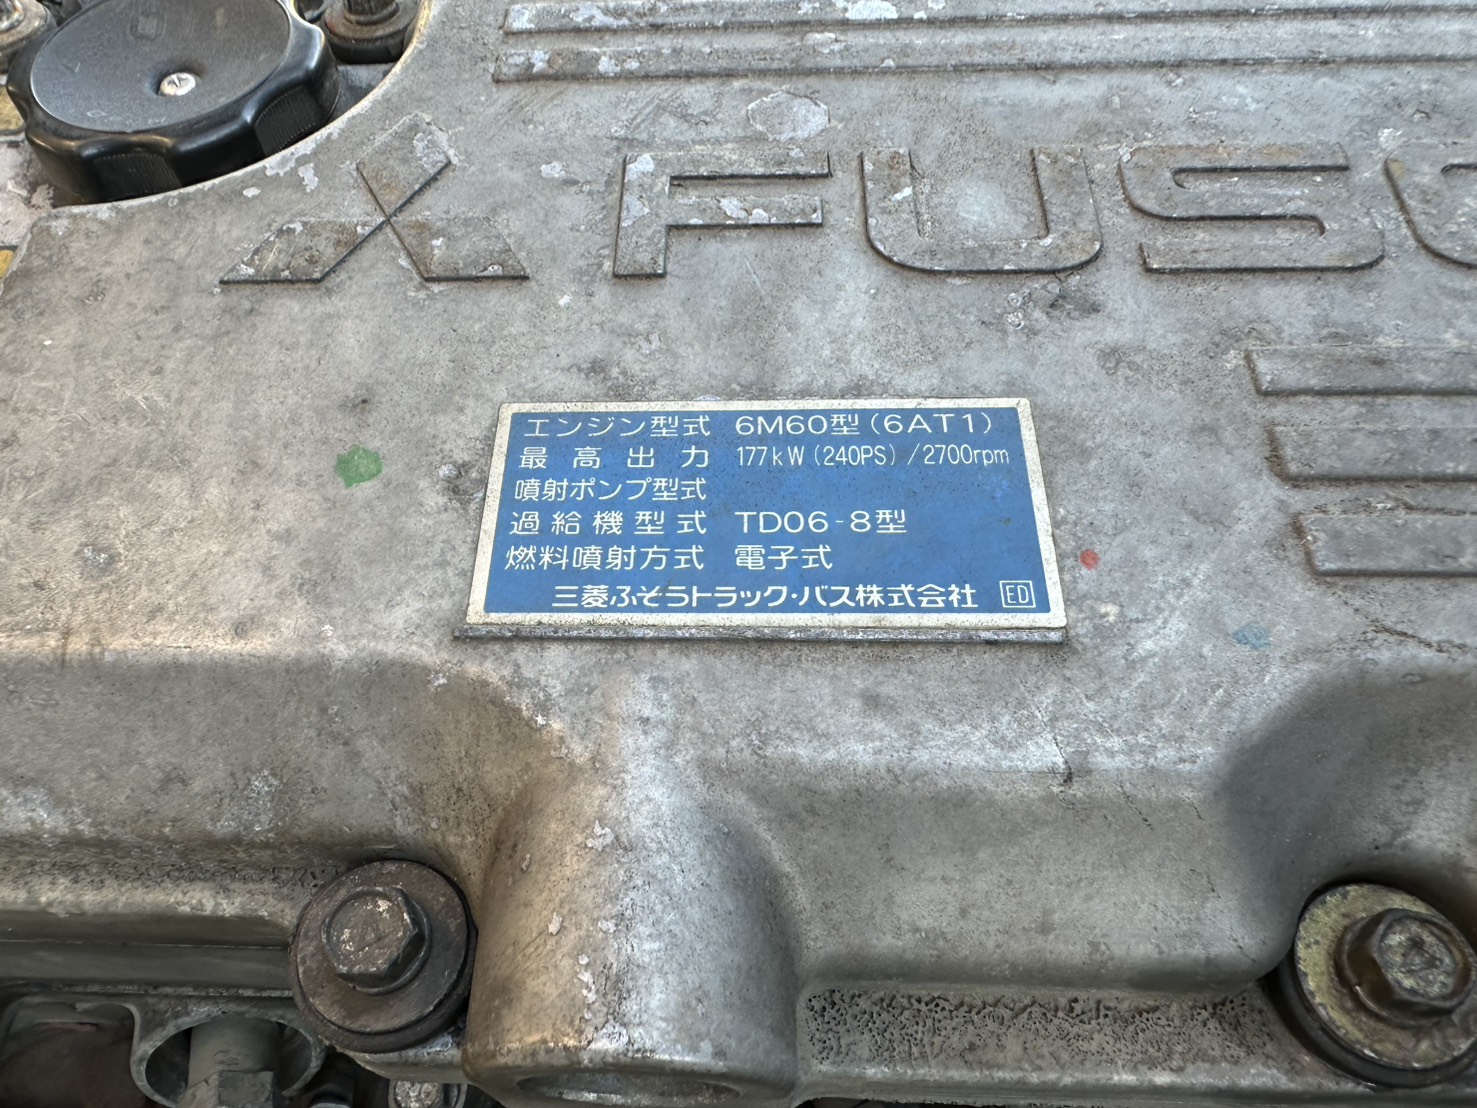 FUSO
エンジン型式 6M60型(6AT1)
最高出力 177kW(240PS)/2700rpm
噴射ポンプ型式
過給機型式 TD06-8型
燃料噴射方式 電子式
三菱ふそうトラック・バス株式会社 ED